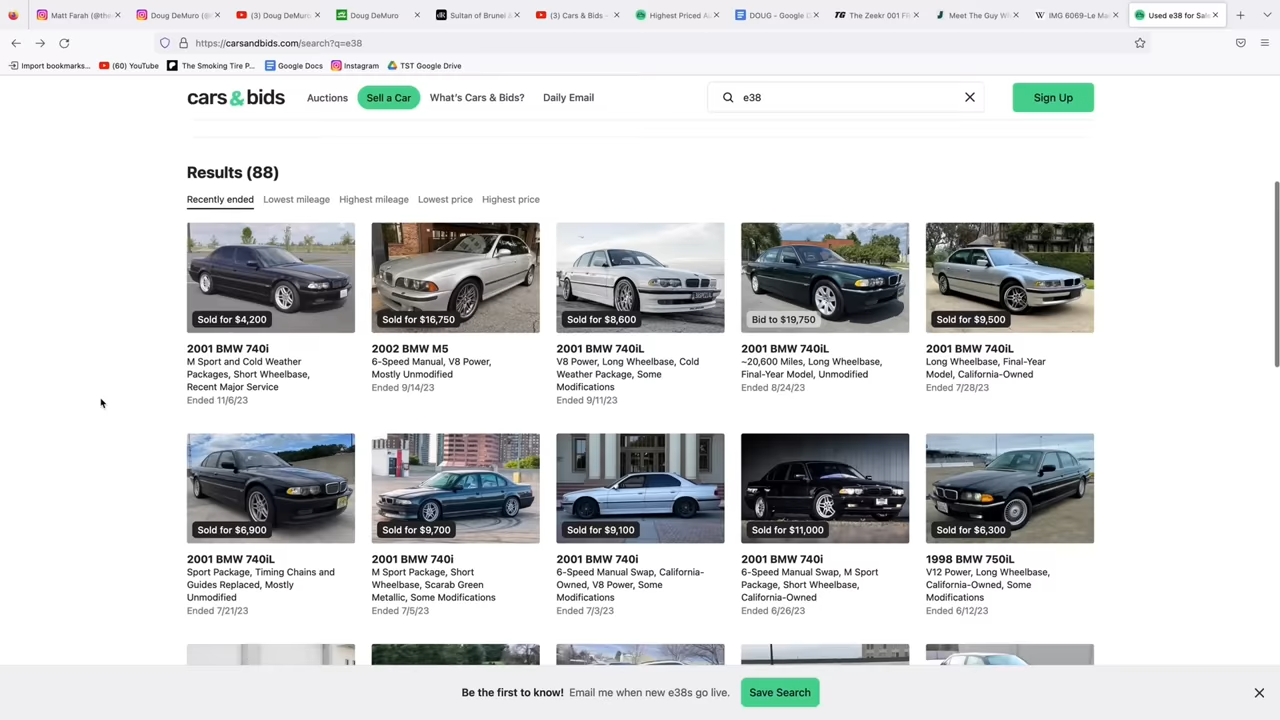 Matt Farah (@the
Doug DeMuro (@
(3) Doug DeMuro
Doug DeMuro
Sultan of Brunei A
(3) Cars & Bids -
Highest Priced Au
DOUG - Google D
The Zeekr 001 F
Meet The Guy W
IMG 6069-Le Ma
Used e38 for Sal
https://carsandbids.com/search?q=e38
Import bookmarks...
(60) YouTube
The Smoking Tire P...
Google Docs
Instagram
TST Google Drive
cars&bids
Auctions
Sell a Car
What's Cars & Bids?
Daily Email
e38
Sign Up
Results (88)
Recently ended
Lowest mileage
Highest mileage
Lowest price
Highest price
Sold for $4,200
Sold for $16,750
Sold for $8,600
Bid to $19,750
Sold for $9,500
2001 BMW 740i
M Sport and Cold Weather
Packages, Short Wheelbase,
Recent Major Service
Ended 11/6/23
2002 BMW M5
6-Speed Manual, V8 Power,
Mostly Unmodified
Ended 9/14/23
2001 BMW 740iL
V8 Power, Long Wheelbase, Cold
Weather Package, Some
Modifications
Ended 9/11/23
2001 BMW 740iL
~20,600 Miles, Long Wheelbase,
Final-Year Model, Unmodified
Ended 8/24/23
2001 BMW 740iL
Long Wheelbase, Final-Year
Model, California-Owned
Ended 7/28/23
Sold for $6,900
Sold for $9,700
Sold for $9,100
Sold for $11,000
Sold for $6,300
2001 BMW 740iL
Sport Package, Timing Chains and
Guides Replaced, Mostly
Unmodified
Ended 7/21/23
2001 BMW 740i
M Sport Package, Short
Wheelbase, Scarab Green
Metallic, Some Modifications
Ended 7/5/23
2001 BMW 740i
6-Speed Manual Swap, California-
Owned, V8 Power, Some
Modifications
Ended 7/3/23
2001 BMW 740i
6-Speed Manual Swap, M Sport
Package, Short Wheelbase,
California-Owned
Ended 6/26/23
1998 BMW 750iL
V12 Power, Long Wheelbase,
California-Owned, Some
Modifications
Ended 6/12/23
Be the first to know! Email me when new e38s go live.
Save Search